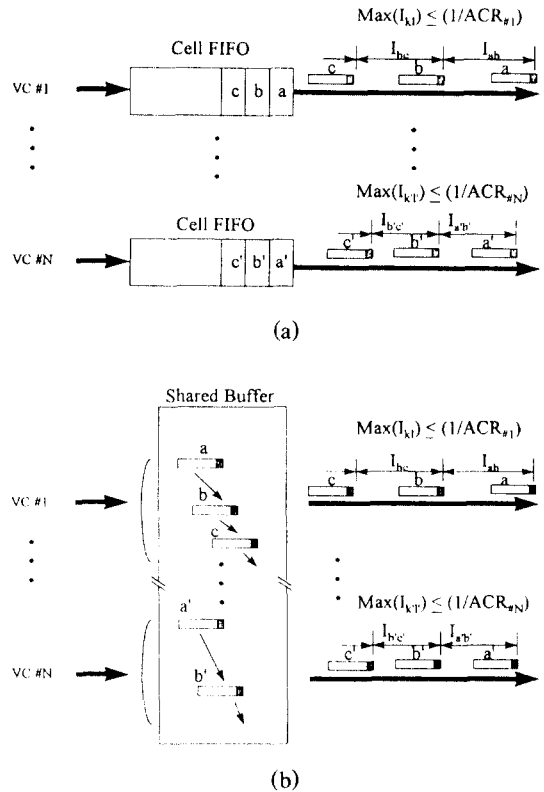 Max(I_kl) ≤ (1/ACR_#1)
Cell FIFO
I_bc I_ab
VC #1
c b a
c b a
Max(I_k'l') ≤ (1/ACR_#N)
Cell FIFO
I_b'c' I_a'b'
VC #N
c' b' a'
c' b' a'
(a)
Shared Buffer
Max(I_kl) ≤ (1/ACR_#1)
a
I_bc I_ab
VC #1
b
c b a
c
Max(I_k'l') ≤ (1/ACR_#N)
a'
I_b'c' I_a'b'
VC #N
b'
c' b' a'
(b)